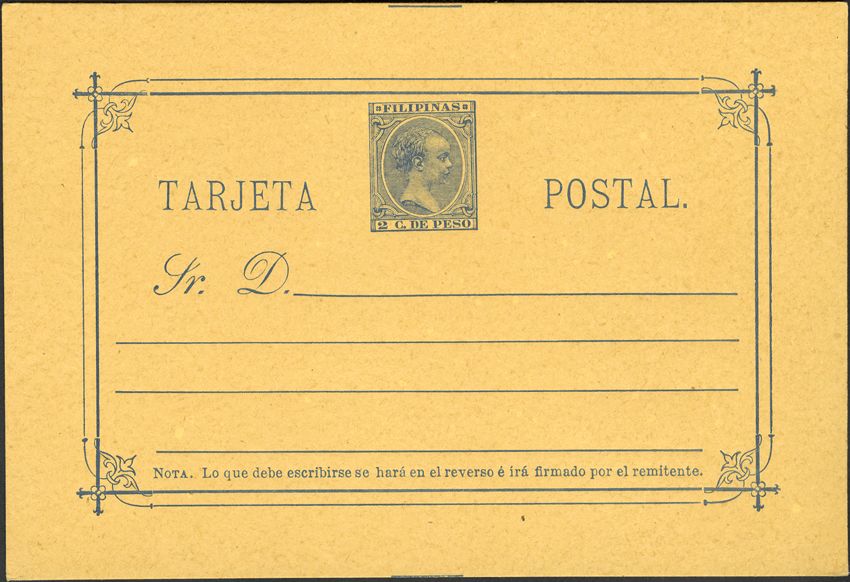 FILIPINAS
TARJETA POSTAL.
2 C. DE PESO
Sr. D.
NOTA. Lo que debe escribirse se hará en el reverso é írá firmado por el remitente.